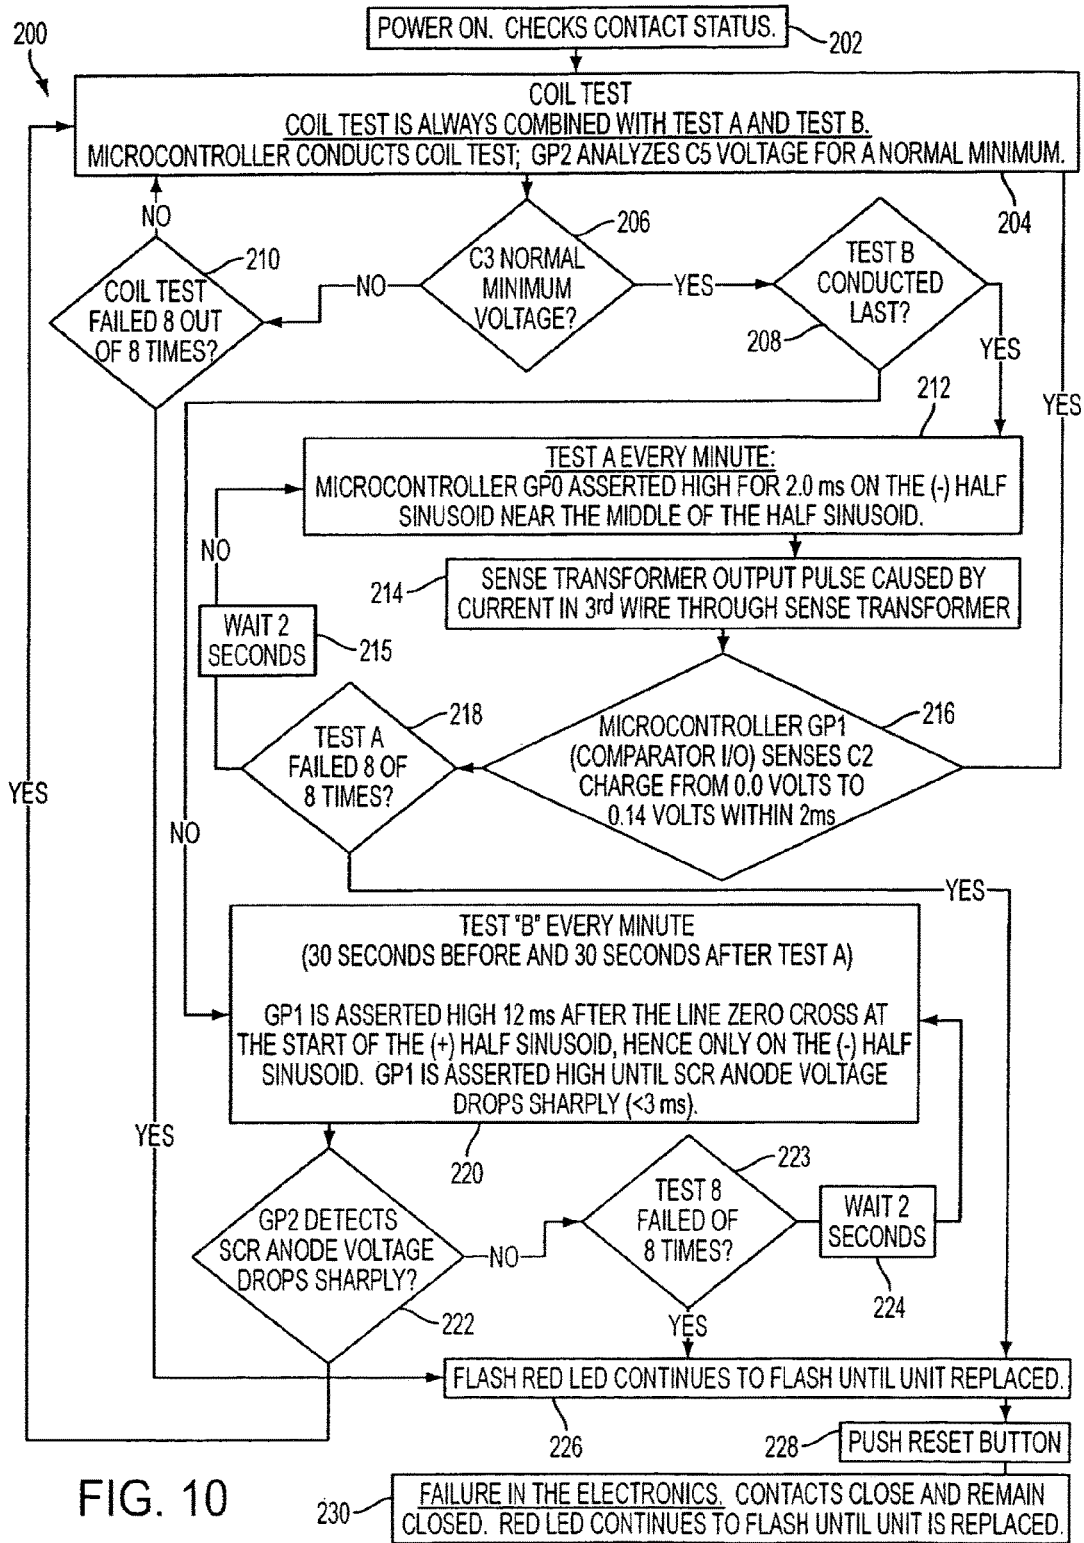 200
POWER ON. CHECKS CONTACT STATUS.
202
COIL TEST
COIL TEST IS ALWAYS COMBINED WITH TEST A AND TEST B.
MICROCONTROLLER CONDUCTS COIL TEST; GP2 ANALYZES C5 VOLTAGE FOR A NORMAL MINIMUM.
204
NO
206
C3 NORMAL
MINIMUM
VOLTAGE?
NO
YES
210
COIL TEST
FAILED 8 OUT
OF 8 TIMES?
TEST B
CONDUCTED
LAST?
208
YES
YES
212
TEST A EVERY MINUTE:
MICROCONTROLLER GP0 ASSERTED HIGH FOR 2.0 ms ON THE (-) HALF
SINUSOID NEAR THE MIDDLE OF THE HALF SINUSOID.
NO
214
SENSE TRANSFORMER OUTPUT PULSE CAUSED BY
CURRENT IN 3rd WIRE THROUGH SENSE TRANSFORMER
WAIT 2
SECONDS
215
216
MICROCONTROLLER GP1
(COMPARATOR I/O) SENSES C2
CHARGE FROM 0.0 VOLTS TO
0.14 VOLTS WITHIN 2ms
218
TEST A
FAILED 8 OF
8 TIMES?
YES
NO
YES
TEST "B" EVERY MINUTE
(30 SECONDS BEFORE AND 30 SECONDS AFTER TEST A)
GP1 IS ASSERTED HIGH 12 ms AFTER THE LINE ZERO CROSS AT
THE START OF THE (+) HALF SINUSOID, HENCE ONLY ON THE (-) HALF
SINUSOID. GP1 IS ASSERTED HIGH UNTIL SCR ANODE VOLTAGE
DROPS SHARPLY (<3 ms).
YES
220
223
GP2 DETECTS
SCR ANODE VOLTAGE
DROPS SHARPLY?
222
NO
TEST 8
FAILED OF
8 TIMES?
WAIT 2
SECONDS
224
YES
FLASH RED LED CONTINUES TO FLASH UNTIL UNIT REPLACED.
226
228
PUSH RESET BUTTON
FIG. 10
230
FAILURE IN THE ELECTRONICS. CONTACTS CLOSE AND REMAIN
CLOSED. RED LED CONTINUES TO FLASH UNTIL UNIT IS REPLACED.